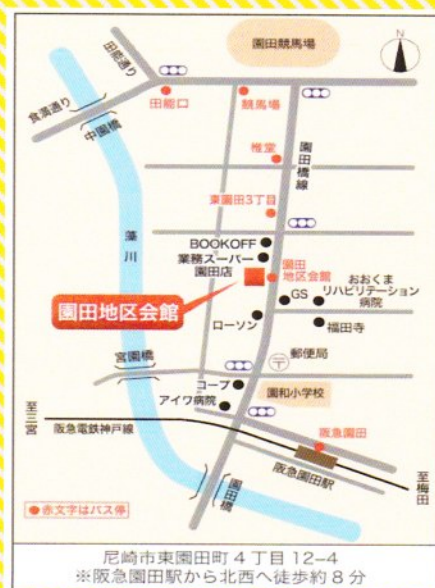 園田競馬場
N
田能通り
食満通り
田能口
競馬場
中園橋
椎堂
園田橋線
東園田3丁目
藻川
BOOKOFF
業務スーパー
園田店
園田
地区会館
おおくま
リハビリテーション
病院
GS
園田地区会館
ローソン
福田寺
宮園橋
〒
郵便局
コープ
園和小学校
アイワ病院
至三宮
阪急電鉄神戸線
阪急園田
阪急園田駅
至梅田
園田橋
●赤文字はバス停
尼崎市東園田町4丁目12-4
※阪急園田駅から北西へ徒歩約8分